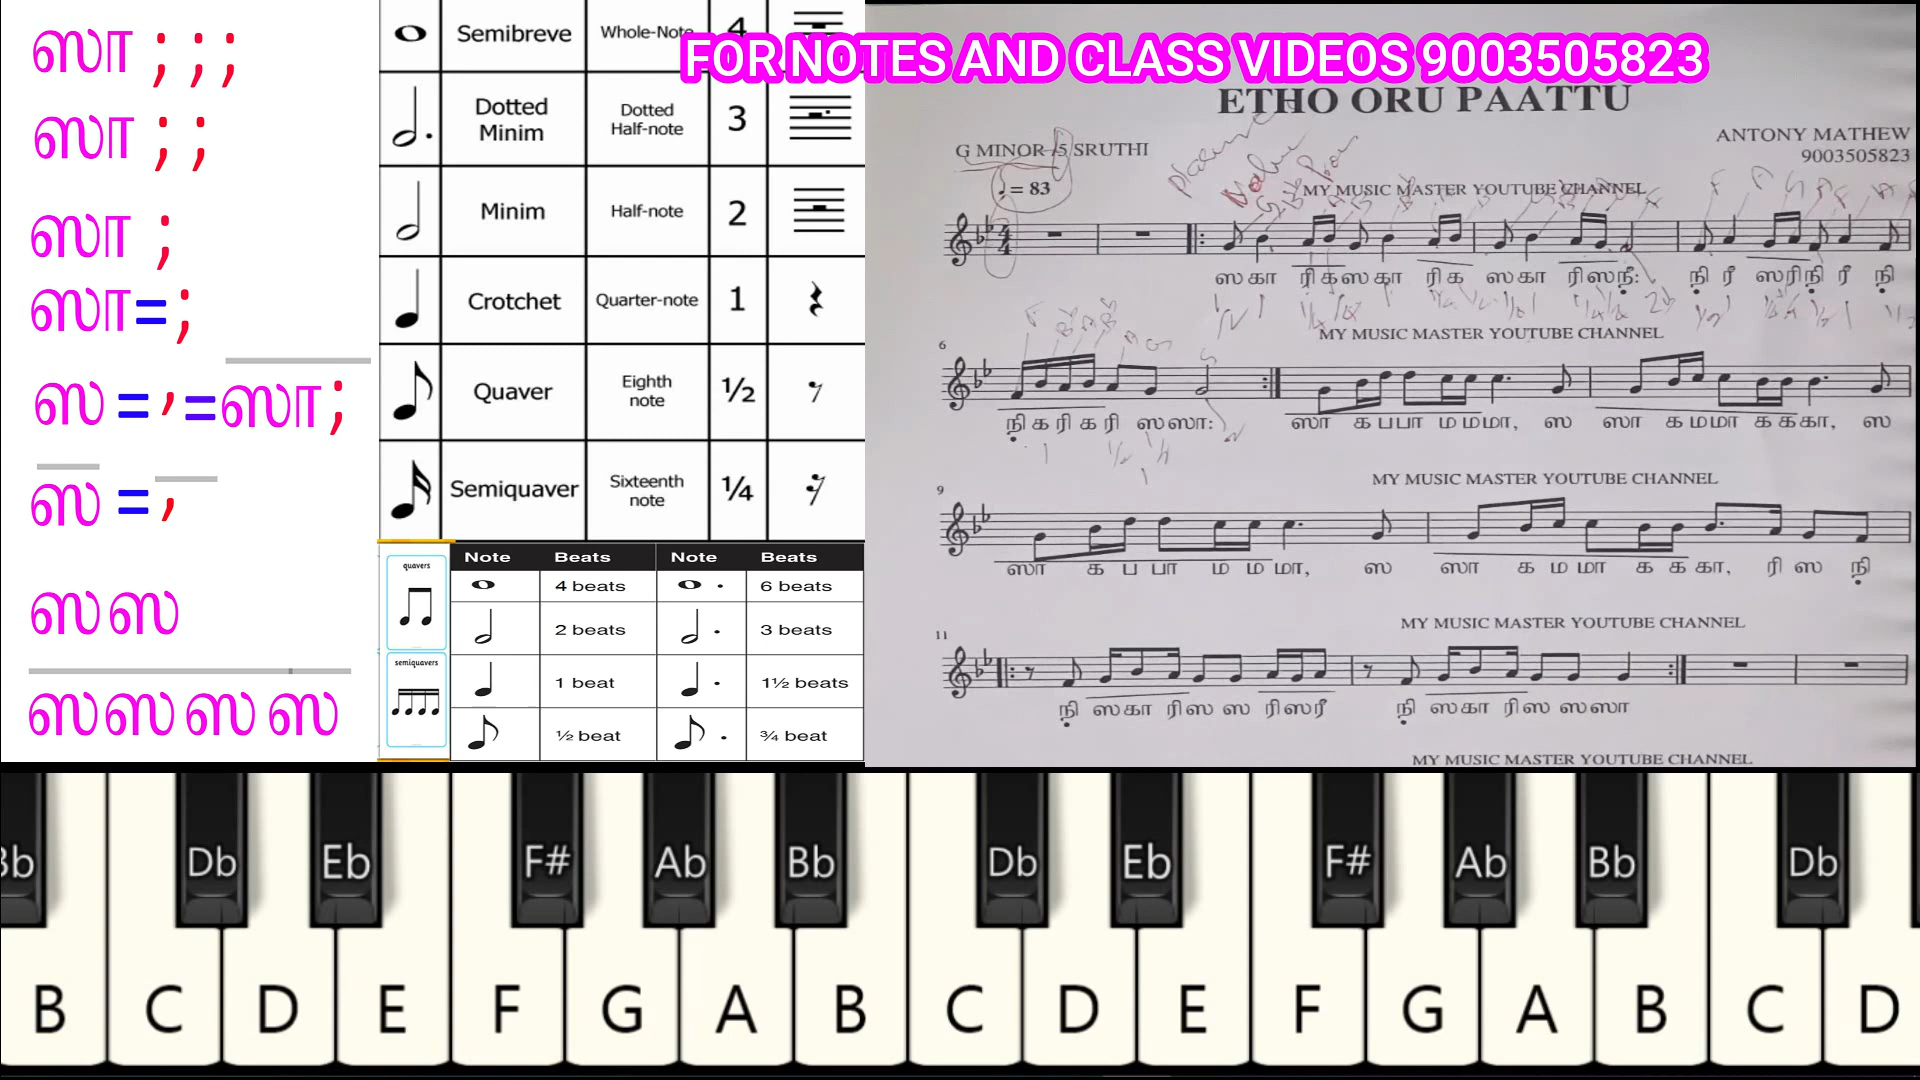 FOR NOTES AND CLASS VIDEOS 9003505823
ஸா ; ; ;
ஸா ; ;
ஸா ;
ஸா=;
ஸ =,=ஸா;
ஸ =,
ஸ ஸ
ஸ ஸ ஸ ஸ
Semibreve Whole-Note 4
Dotted Minim Dotted Half-note 3
Minim Half-note 2
Crotchet Quarter-note 1
Quaver Eighth note ½
Semiquaver Sixteenth note ¼
quavers
semiquavers
Note Beats Note Beats
4 beats 6 beats
2 beats 3 beats
1 beat 1½ beats
½ beat ¾ beat
ETHO ORU PAATTU
G MINOR /5 SRUTHI
ANTONY MATHEW
9003505823
= 83
MY MUSIC MASTER YOUTUBE CHANNEL
ஸ கா ரி க ஸ கா ரி க ஸ கா ரி ஸ நீ: நி ரீ ஸ ரி நி ரீ நி
MY MUSIC MASTER YOUTUBE CHANNEL
6
நி க ரி க ரி ஸ ஸா: ஸா க ப பா ம ம மா, ஸ ஸா க ம மா க க கா, ஸ
MY MUSIC MASTER YOUTUBE CHANNEL
9
ஸா க ப பா ம ம மா, ஸ ஸா க ம மா க க கா, ரி ஸ நி
MY MUSIC MASTER YOUTUBE CHANNEL
11
நி ஸ கா ரி ஸ ஸ ரி ஸ ரீ நி ஸ கா ரி ஸ ஸ ஸா
MY MUSIC MASTER YOUTUBE CHANNEL
Bb Db Eb F# Ab Bb Db Eb F# Ab Bb Db
B C D E F G A B C D E F G A B C D